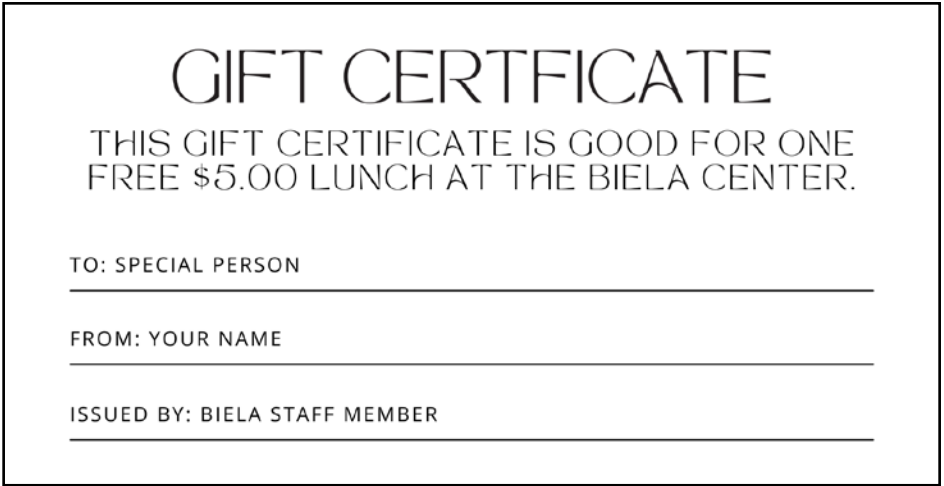 GIFT CERTFICATE
THIS GIFT CERTIFICATE IS GOOD FOR ONE
FREE $5.00 LUNCH AT THE BIELA CENTER.
TO: SPECIAL PERSON
FROM: YOUR NAME
ISSUED BY: BIELA STAFF MEMBER